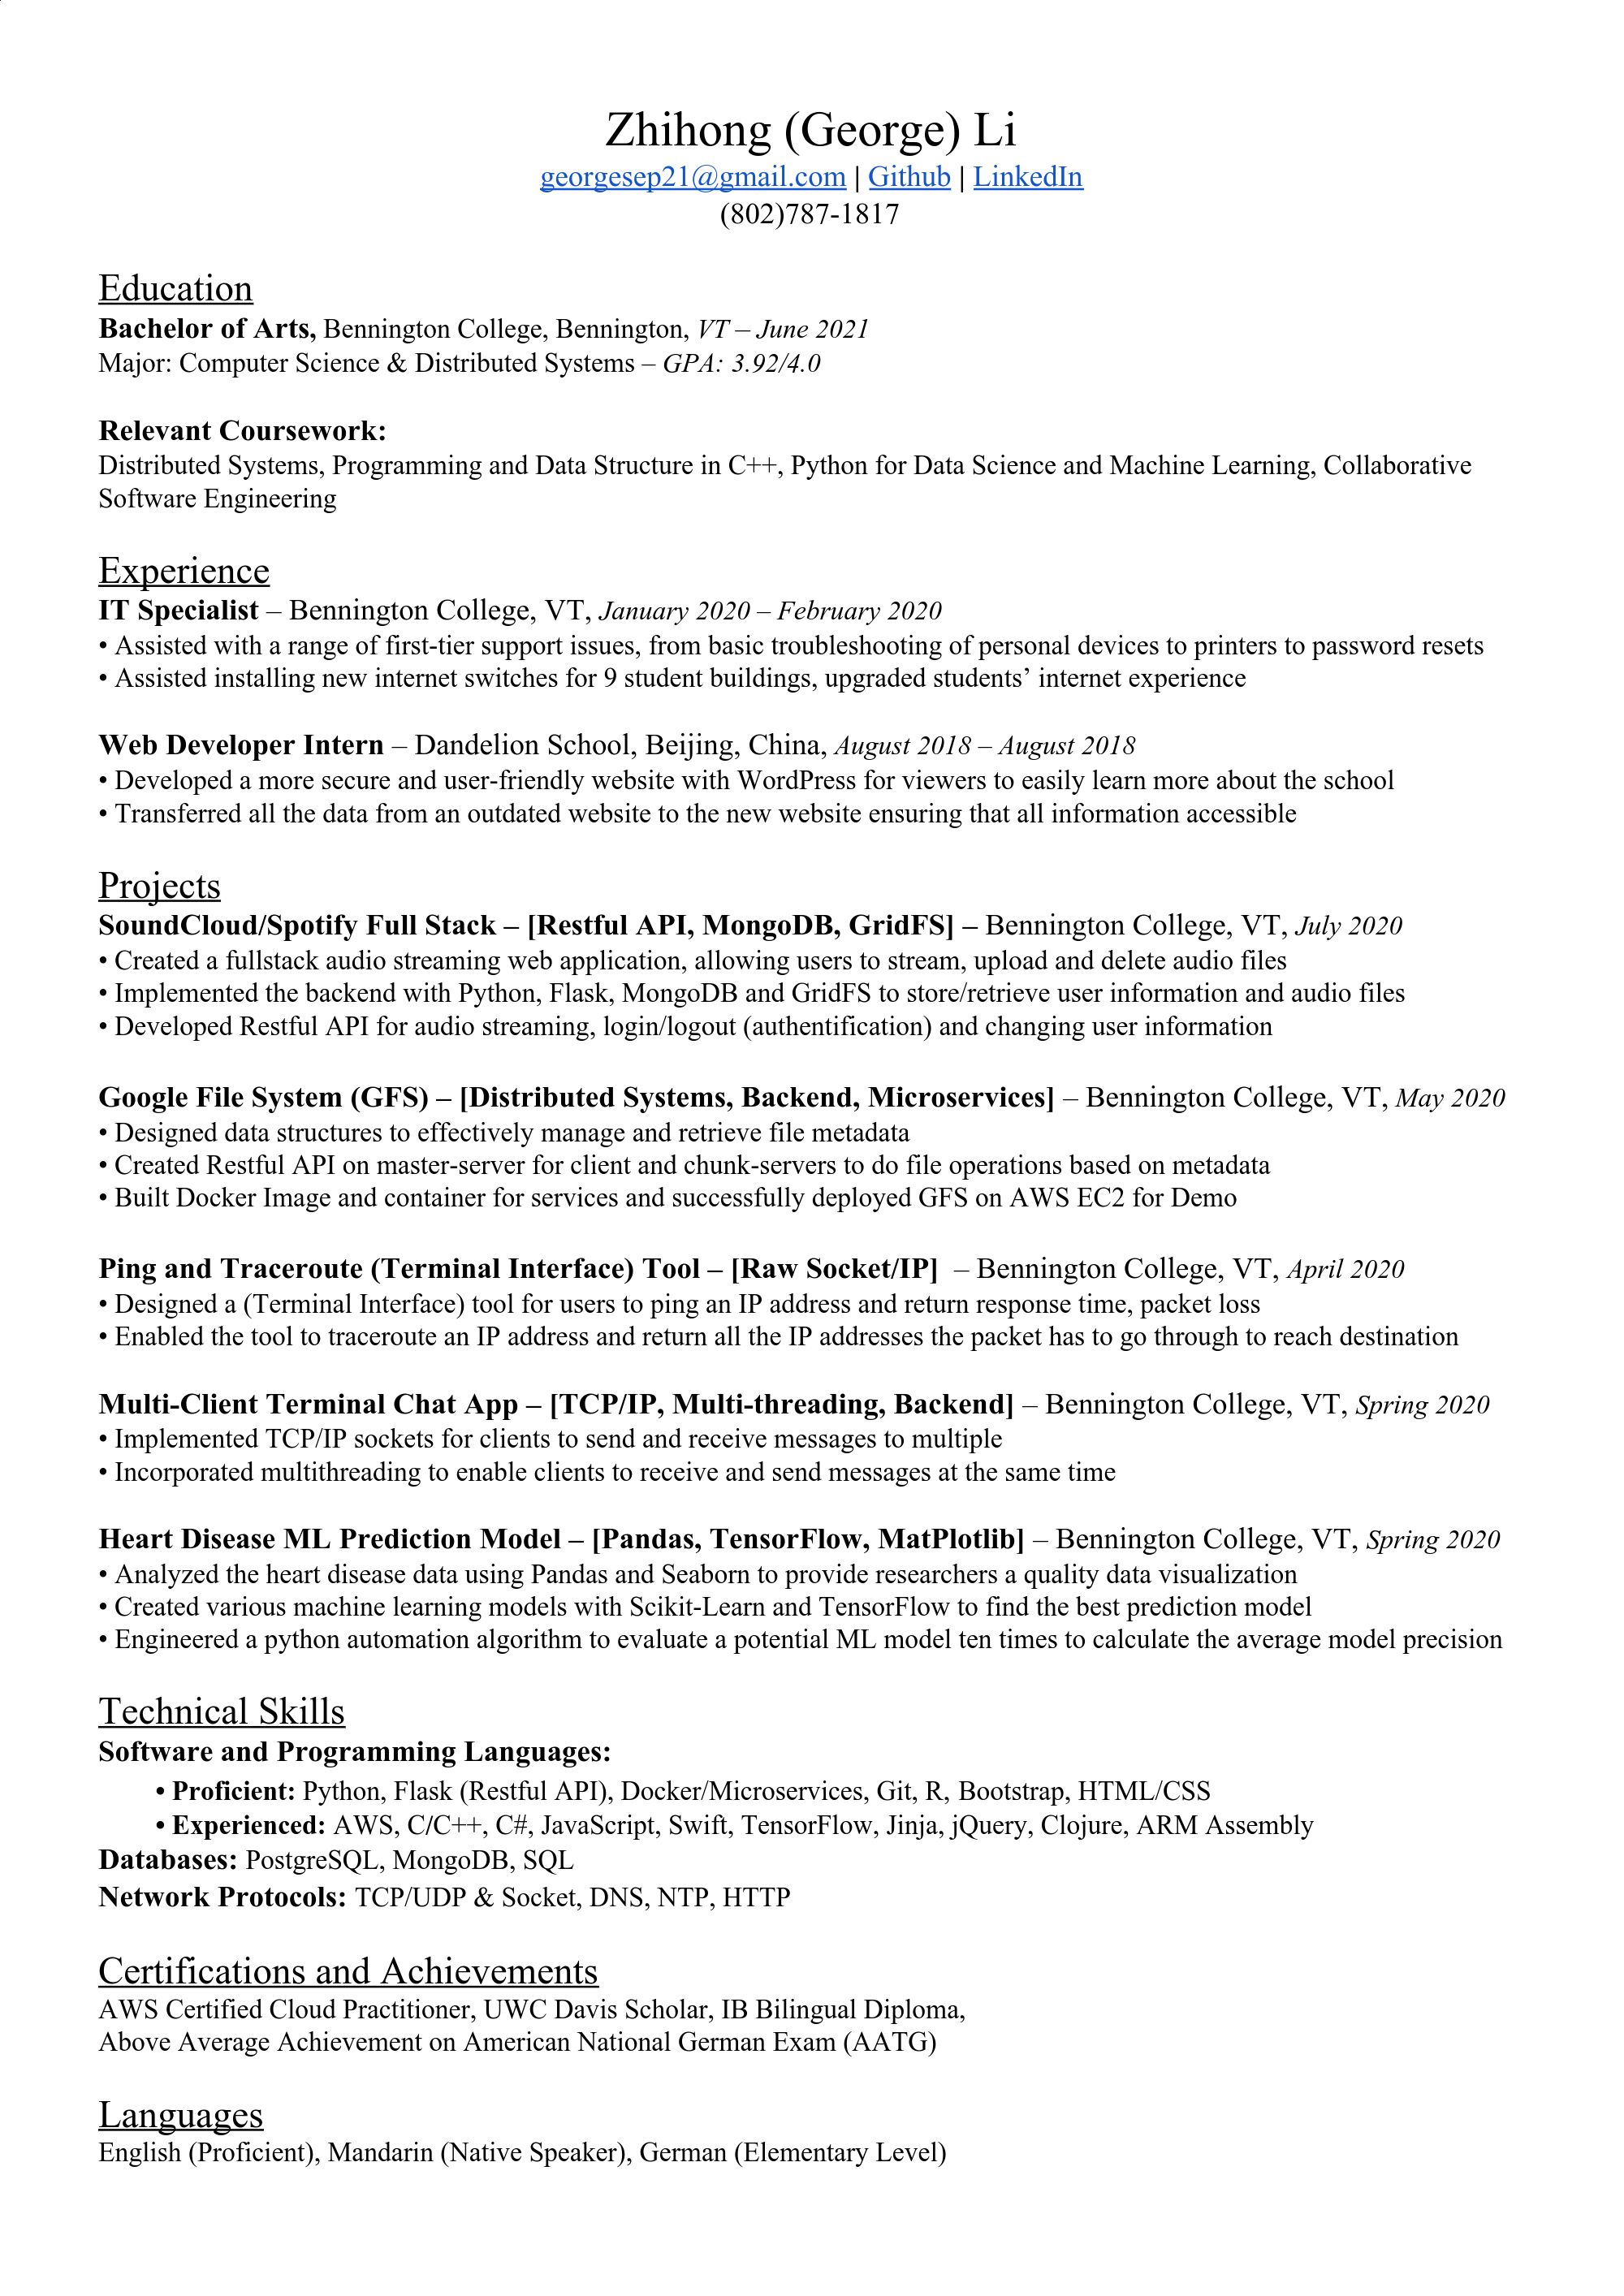 Zhihong (George) Li
georgesep21@gmail.com | Github | LinkedIn
(802)787-1817
Education
Bachelor of Arts, Bennington College, Bennington, VT – June 2021
Major: Computer Science & Distributed Systems – GPA: 3.92/4.0
Relevant Coursework:
Distributed Systems, Programming and Data Structure in C++, Python for Data Science and Machine Learning, Collaborative
Software Engineering
Experience
IT Specialist – Bennington College, VT, January 2020 – February 2020
• Assisted with a range of first-tier support issues, from basic troubleshooting of personal devices to printers to password resets
• Assisted installing new internet switches for 9 student buildings, upgraded students’ internet experience
Web Developer Intern – Dandelion School, Beijing, China, August 2018 – August 2018
• Developed a more secure and user-friendly website with WordPress for viewers to easily learn more about the school
• Transferred all the data from an outdated website to the new website ensuring that all information accessible
Projects
SoundCloud/Spotify Full Stack – [Restful API, MongoDB, GridFS] – Bennington College, VT, July 2020
• Created a fullstack audio streaming web application, allowing users to stream, upload and delete audio files
• Implemented the backend with Python, Flask, MongoDB and GridFS to store/retrieve user information and audio files
• Developed Restful API for audio streaming, login/logout (authentification) and changing user information
Google File System (GFS) – [Distributed Systems, Backend, Microservices] – Bennington College, VT, May 2020
• Designed data structures to effectively manage and retrieve file metadata
• Created Restful API on master-server for client and chunk-servers to do file operations based on metadata
• Built Docker Image and container for services and successfully deployed GFS on AWS EC2 for Demo
Ping and Traceroute (Terminal Interface) Tool – [Raw Socket/IP] – Bennington College, VT, April 2020
• Designed a (Terminal Interface) tool for users to ping an IP address and return response time, packet loss
• Enabled the tool to traceroute an IP address and return all the IP addresses the packet has to go through to reach destination
Multi-Client Terminal Chat App – [TCP/IP, Multi-threading, Backend] – Bennington College, VT, Spring 2020
• Implemented TCP/IP sockets for clients to send and receive messages to multiple
• Incorporated multithreading to enable clients to receive and send messages at the same time
Heart Disease ML Prediction Model – [Pandas, TensorFlow, MatPlotlib] – Bennington College, VT, Spring 2020
• Analyzed the heart disease data using Pandas and Seaborn to provide researchers a quality data visualization
• Created various machine learning models with Scikit-Learn and TensorFlow to find the best prediction model
• Engineered a python automation algorithm to evaluate a potential ML model ten times to calculate the average model precision
Technical Skills
Software and Programming Languages:
• Proficient: Python, Flask (Restful API), Docker/Microservices, Git, R, Bootstrap, HTML/CSS
• Experienced: AWS, C/C++, C#, JavaScript, Swift, TensorFlow, Jinja, jQuery, Clojure, ARM Assembly
Databases: PostgreSQL, MongoDB, SQL
Network Protocols: TCP/UDP & Socket, DNS, NTP, HTTP
Certifications and Achievements
AWS Certified Cloud Practitioner, UWC Davis Scholar, IB Bilingual Diploma,
Above Average Achievement on American National German Exam (AATG)
Languages
English (Proficient), Mandarin (Native Speaker), German (Elementary Level)